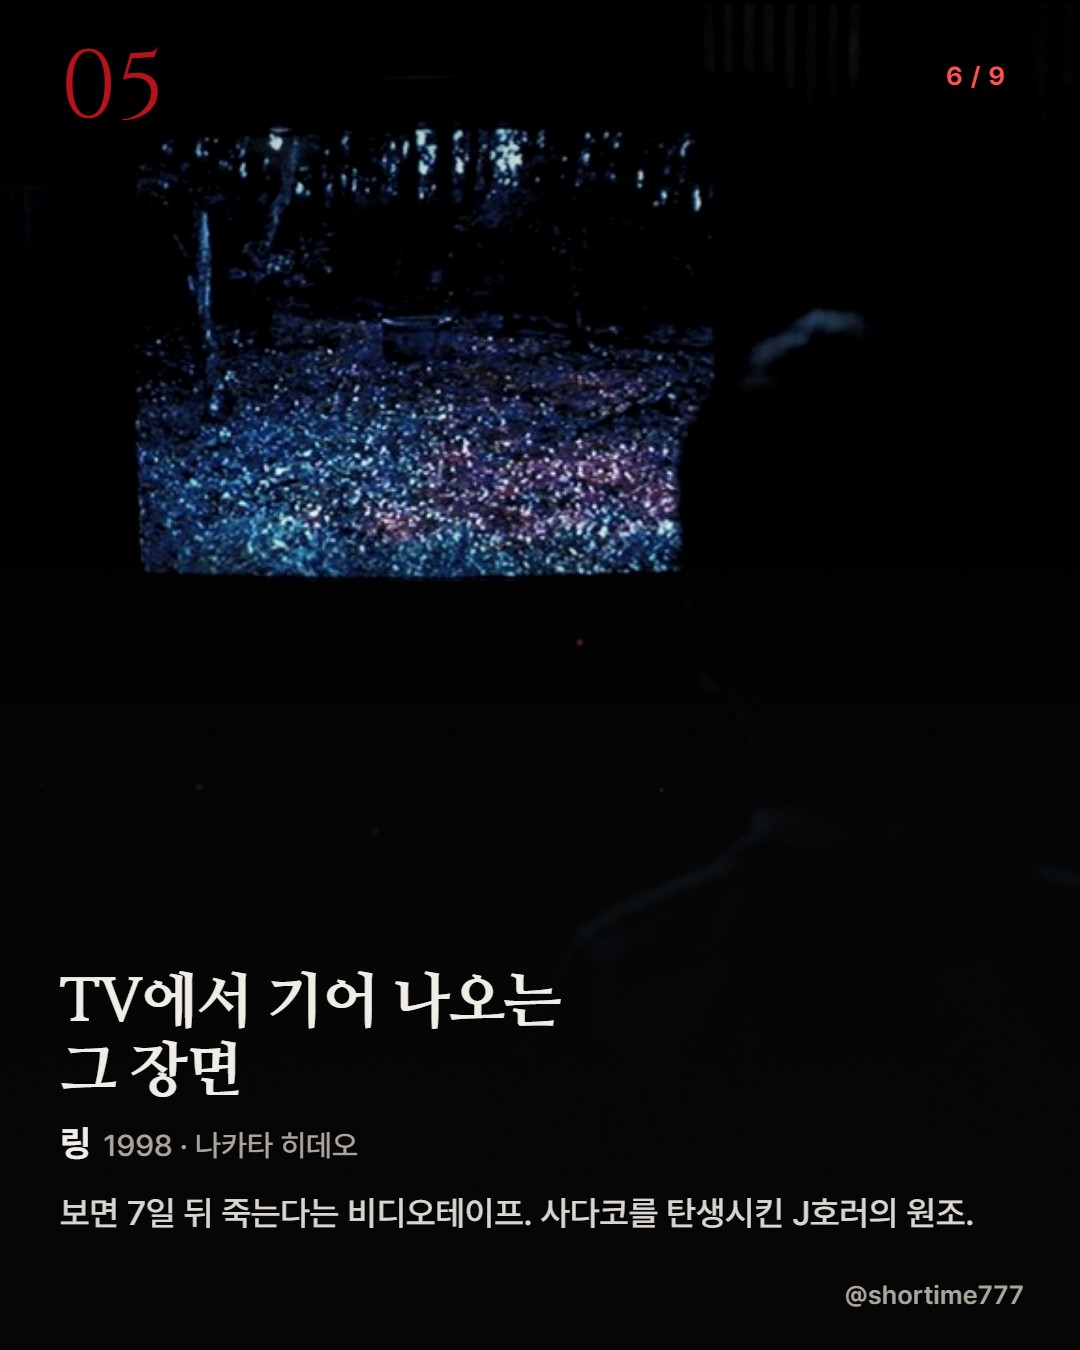 05
6 / 9
TV에서 기어 나오는
그 장면
링 1998 · 나카타 히데오
보면 7일 뒤 죽는다는 비디오테이프. 사다코를 탄생시킨 J호러의 원조.
@shortime777